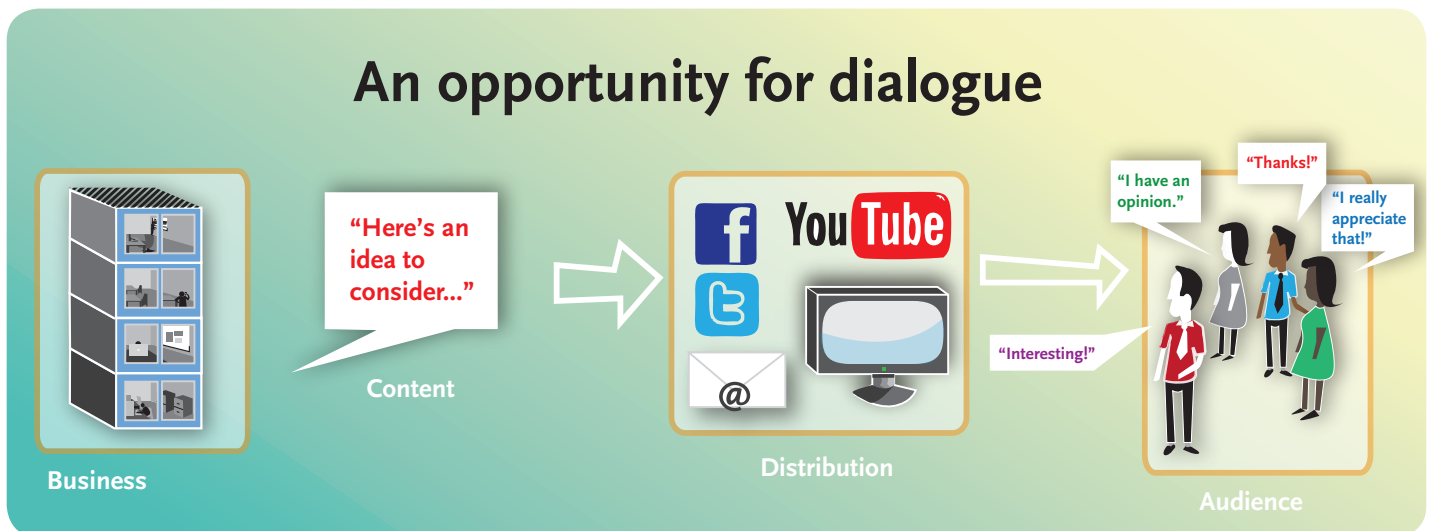 An opportunity for dialogue
“Here’s an
idea to
consider...”
Content
Business
f
YouTube
t
@
Distribution
“I have an
opinion.”
“Thanks!”
“I really
appreciate
that!”
“Interesting!”
Audience